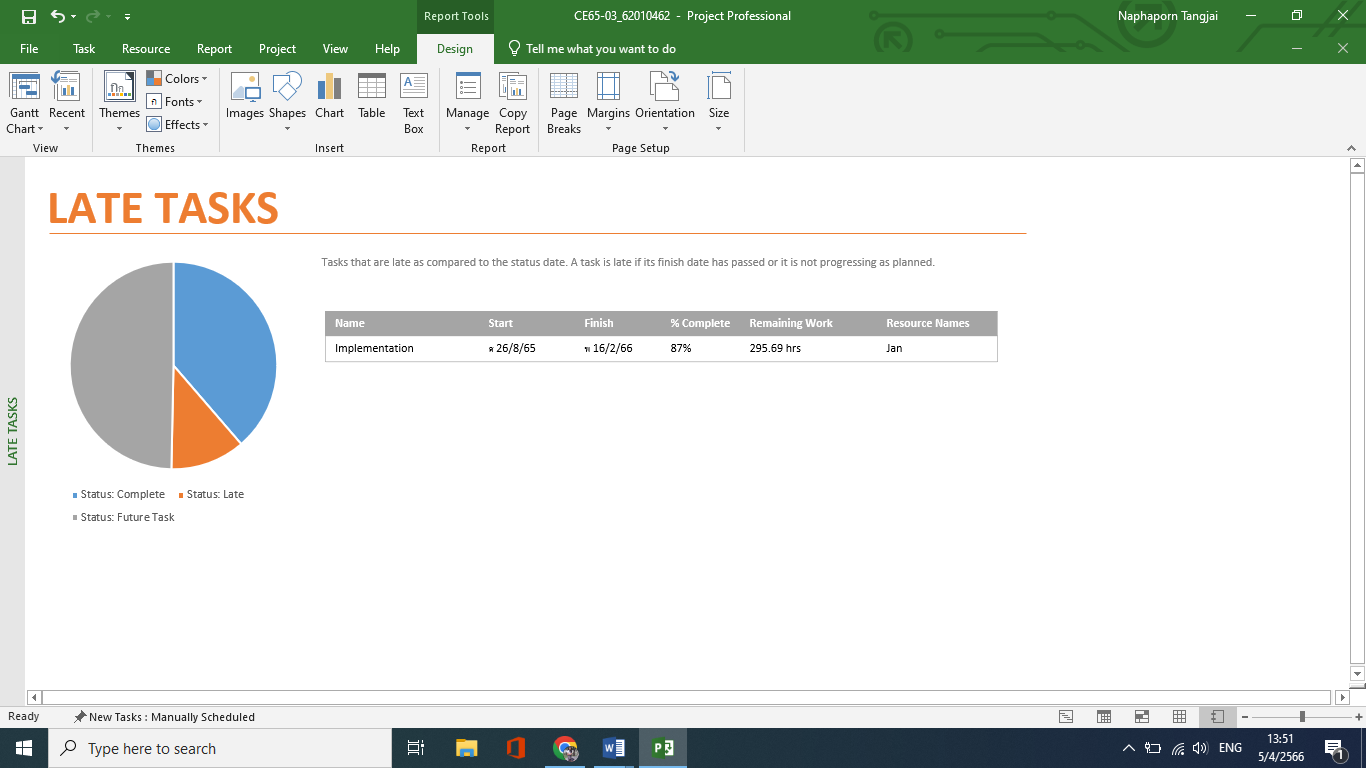 Report Tools
CE65-03_62010462 - Project Professional
Naphaporn Tangjai
File Task Resource Report Project View Help Design Tell me what you want to do
Gantt Chart
Recent
View
Themes
Colors
Fonts
Effects
Themes
Images
Shapes
Chart
Table
Text Box
Insert
Manage
Copy Report
Report
Page Breaks
Margins
Orientation
Size
Page Setup
LATE TASKS
LATE TASKS
Tasks that are late as compared to the status date. A task is late if its finish date has passed or it is not progressing as planned.
Name Start Finish % Complete Remaining Work Resource Names
Implementation 26/8/65 16/2/66 87% 295.69 hrs Jan
Status: Complete Status: Late
Status: Future Task
Ready New Tasks : Manually Scheduled
Type here to search
ENG
13:51
5/4/2566
1